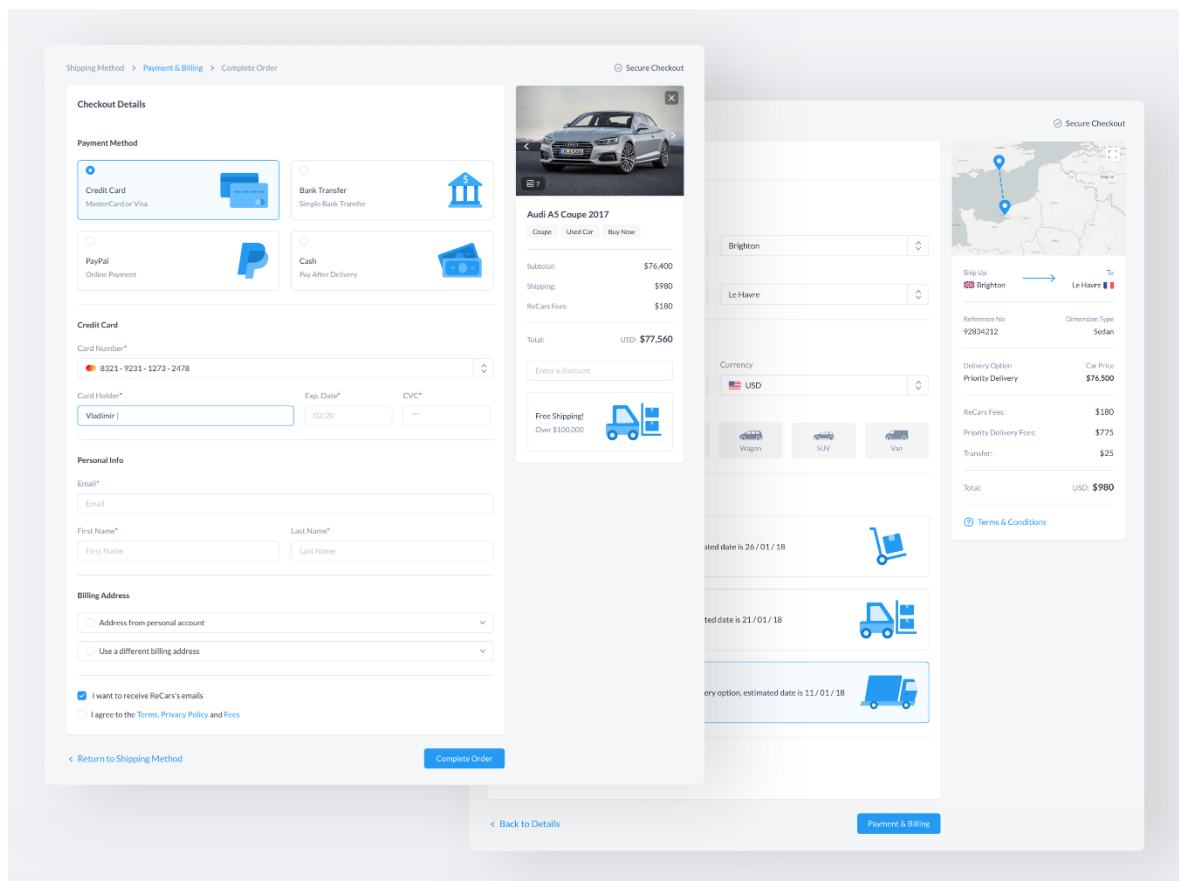 Shipping Method > Payment & Billing > Complete Order
Secure Checkout
Checkout Details
Payment Method
Credit Card
MasterCard or Visa
Bank Transfer
Simple Bank Transfer
PayPal
Online Payment
Cash
Pay After Delivery
Credit Card
Card Number*
8321 - 9231 - 1273 - 2478
Card Holder*
Exp. Date*
CVC*
Vladimir |
02/20
***
Personal Info
Email*
Email
First Name*
Last Name*
First Name
Last Name
Billing Address
Address from personal account
Use a different billing address
I want to receive ReCars's emails
I agree to the Terms, Privacy Policy and Fees
< Return to Shipping Method
Complete Order
7
Audi A5 Coupe 2017
Coupe
Used Car
Buy Now
Subtotal: $76,400
Shipping: $980
ReCars Fees: $180
Total: USD: $77,560
Enter a discount
Free Shipping!
Over $100,000
Secure Checkout
Brighton
Le Havre
Currency
USD
Wagon
SUV
Van
ated date is 26 / 01 / 18
ted date is 21 / 01 / 18
ery option, estimated date is 11 / 01 / 18
< Back to Details
Payment & Billing
Ship Up
To
Brighton
Le Havre
Reference No
Dimension Type
92834212
Sedan
Delivery Option
Car Price
Priority Delivery
$76,500
ReCars Fees: $180
Priority Delivery Fees: $775
Transfer: $25
Total: USD: $980
Terms & Conditions